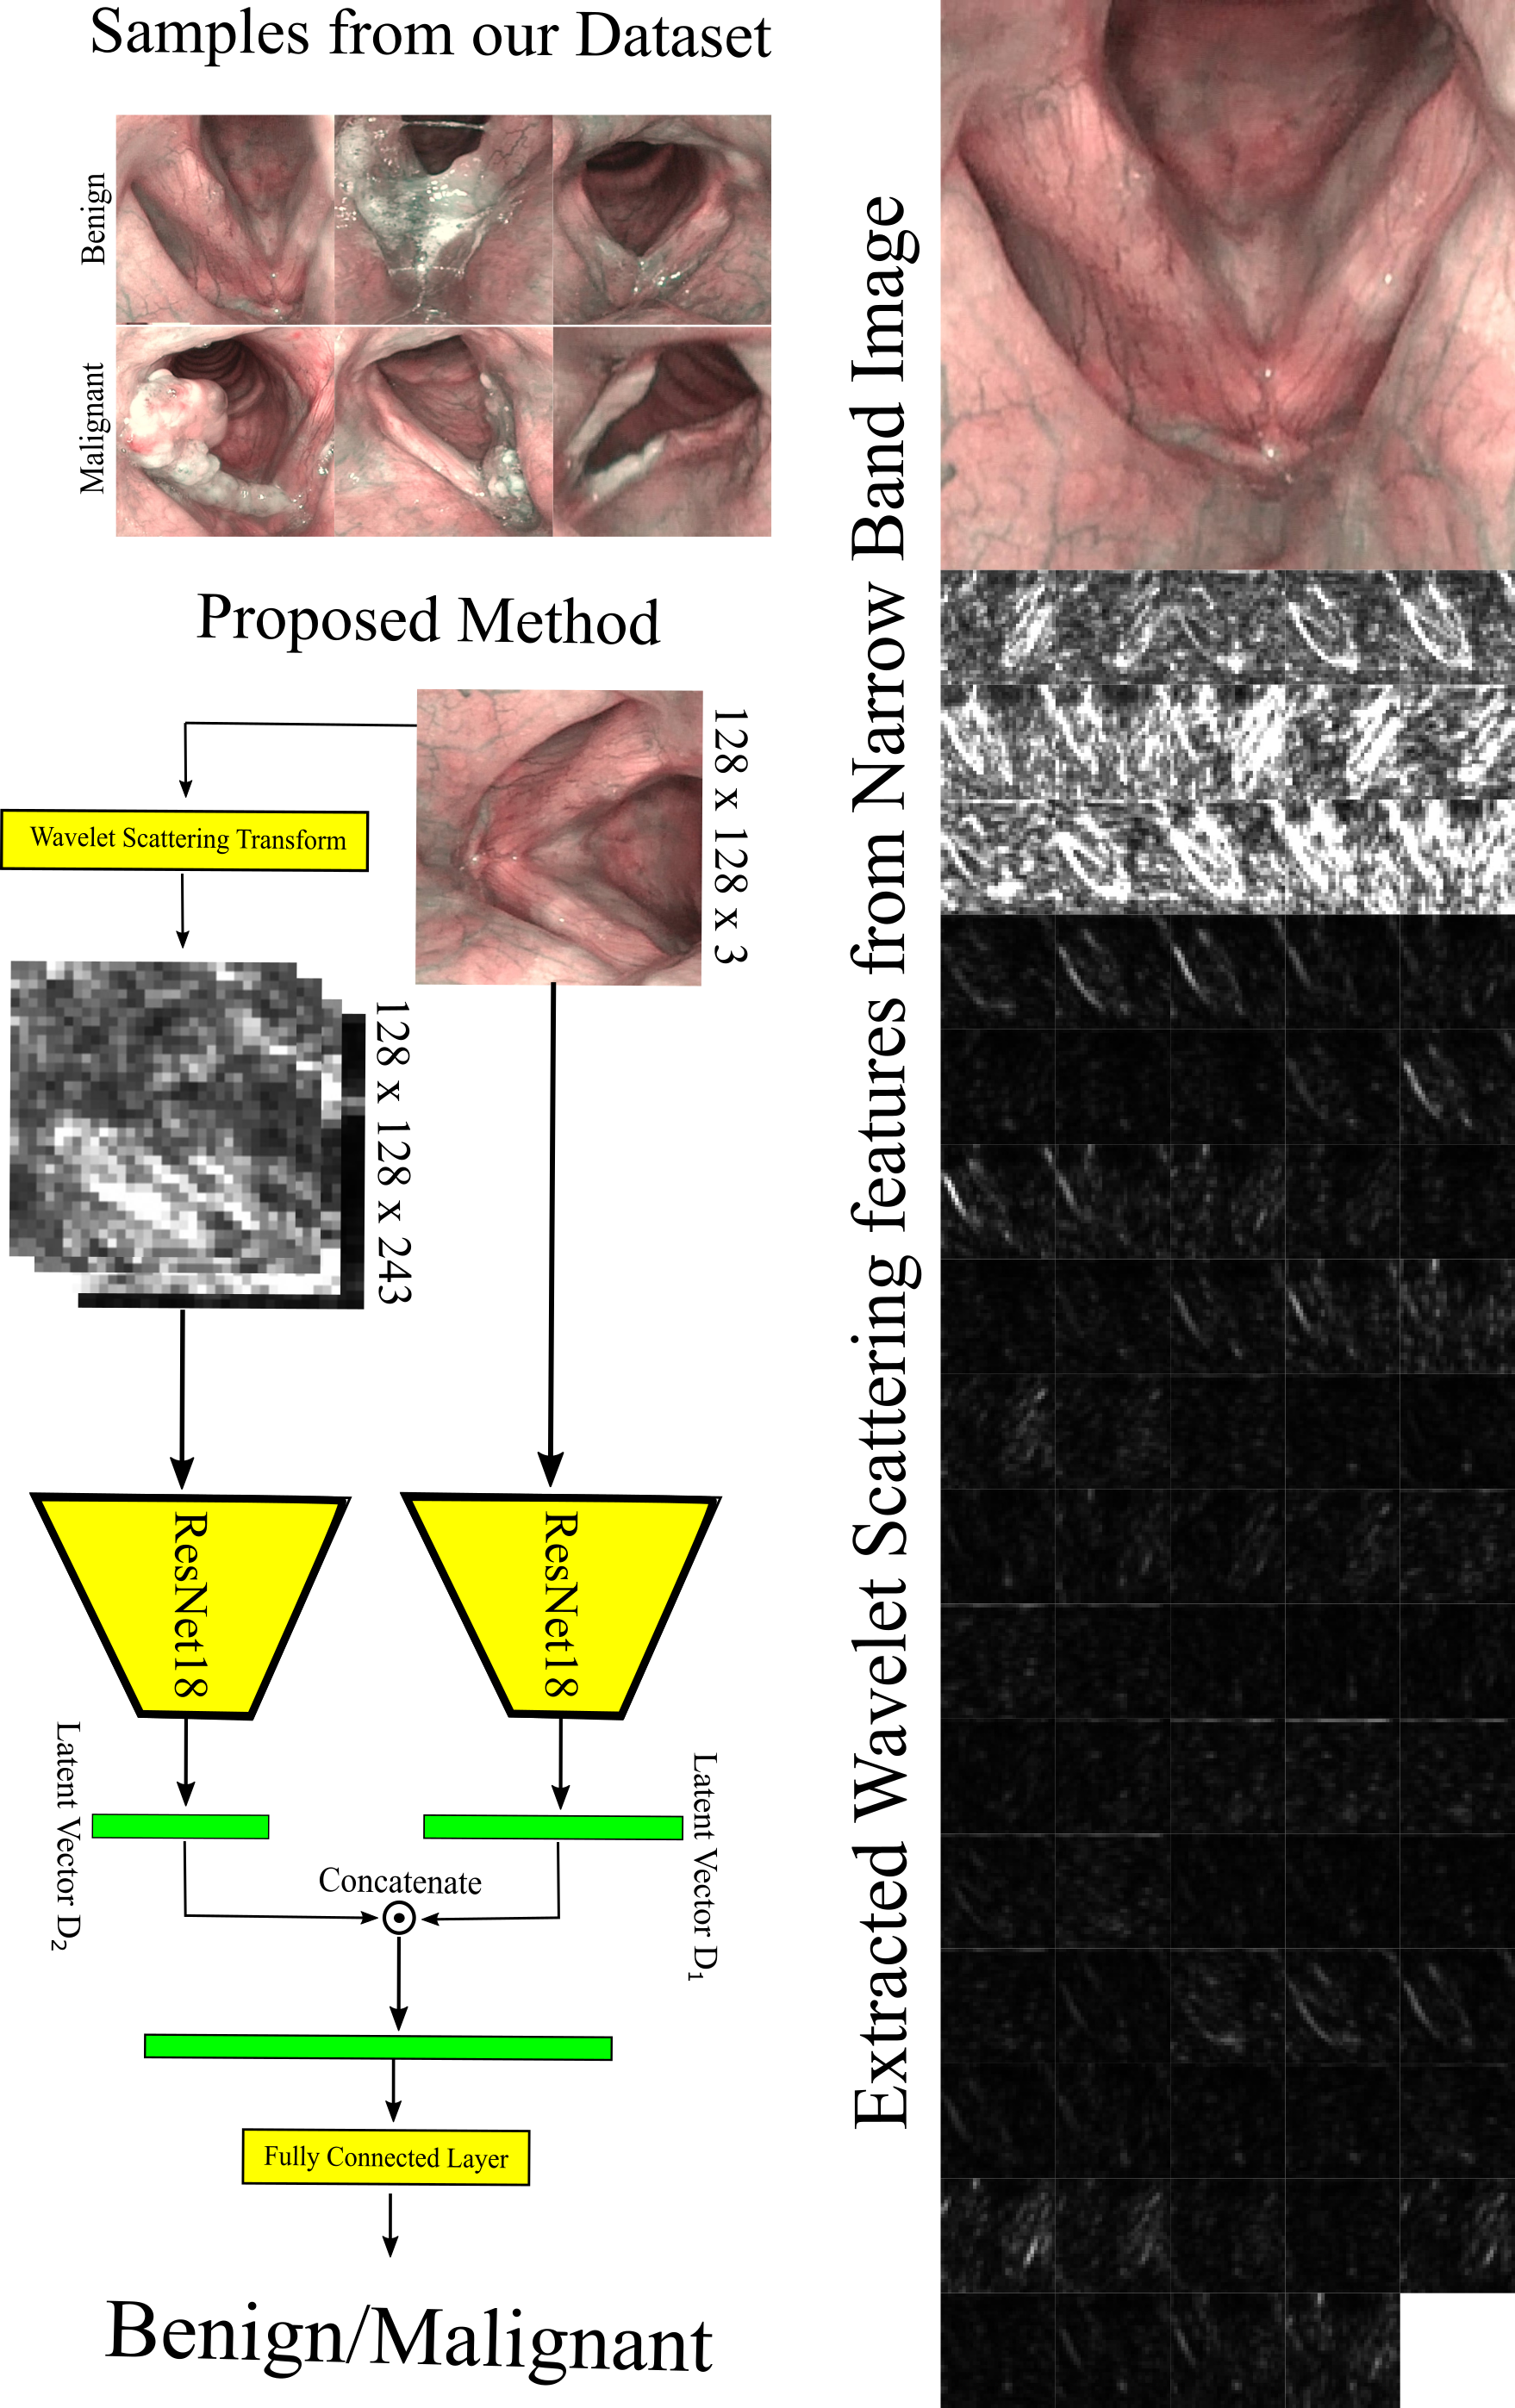 Samples from our Dataset
Benign
Malignant
Proposed Method
128 x 128 x 3
Wavelet Scattering Transform
128 x 128 x 243
ResNet18
ResNet18
Latent Vector D₂
Latent Vector D₁
Concatenate
Fully Connected Layer
Benign/Malignant
Extracted Wavelet Scattering features from Narrow Band Image